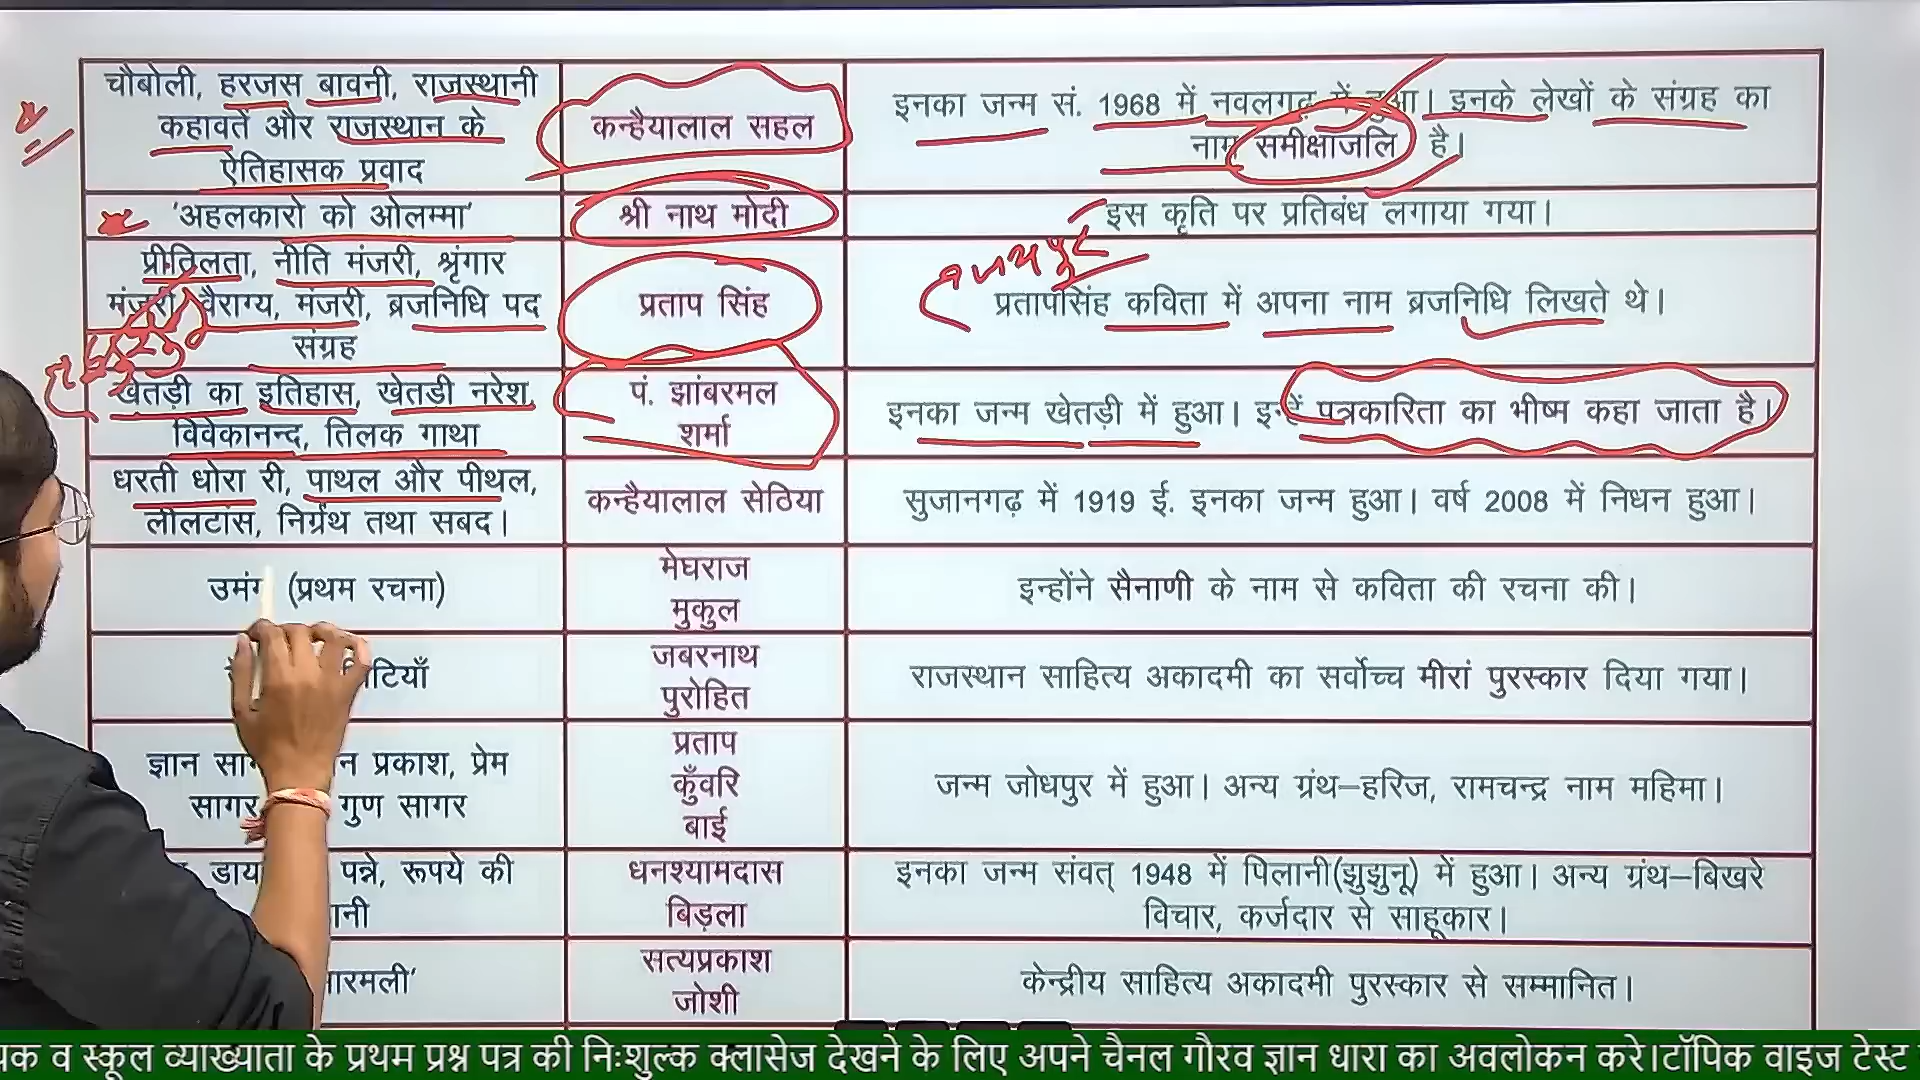 चौबोली, हरजस बावनी, राजस्थानी
कहावतें और राजस्थान के
ऐतिहासक प्रवाद
कन्हैयालाल सहल
इनका जन्म सं. 1968 में नवलगढ़ में हुआ। इनके लेखों के संग्रह का
नाम समीक्षाजलि है।
'अहलकारो को ओलम्मा'
श्री नाथ मोदी
इस कृति पर प्रतिबंध लगाया गया।
प्रीतिलता, नीति मंजरी, श्रृंगार
मंजरी वैराग्य, मंजरी, ब्रजनिधि पद
संग्रह
प्रताप सिंह
प्रतापसिंह कविता में अपना नाम ब्रजनिधि लिखते थे।
खेतड़ी का इतिहास, खेतड़ी नरेश,
विवेकानन्द, तिलक गाथा
पं. झांबरमल
शर्मा
इनका जन्म खेतड़ी में हुआ। इन्हें पत्रकारिता का भीष्म कहा जाता है।
धरती धोरा री, पाथल और पीथल,
लीलटांस, निर्ग्रंथ तथा सबद।
कन्हैयालाल सेठिया
सुजानगढ़ में 1919 ई. इनका जन्म हुआ। वर्ष 2008 में निधन हुआ।
उमंग (प्रथम रचना)
मेघराज
मुकुल
इन्होंने सैनाणी के नाम से कविता की रचना की।
जबरनाथ
पुरोहित
राजस्थान साहित्य अकादमी का सर्वोच्च मीरां पुरस्कार दिया गया।
ज्ञान प्रकाश, प्रेम
सागर गुण सागर
प्रताप
कुँवरि
बाई
जन्म जोधपुर में हुआ। अन्य ग्रंथ–हरिज, रामचन्द्र नाम महिमा।
पन्ने, रूपये की
धनश्यामदास
बिड़ला
इनका जन्म संवत् 1948 में पिलानी(झुझुनू) में हुआ। अन्य ग्रंथ–बिखरे
विचार, कर्जदार से साहूकार।
सत्यप्रकाश
जोशी
केन्द्रीय साहित्य अकादमी पुरस्कार से सम्मानित।
व स्कूल व्याख्याता के प्रथम प्रश्न पत्र की निःशुल्क क्लासेज देखने के लिए अपने चैनल गौरव ज्ञान धारा का अवलोकन करे।टॉपिक वाइज टेस्ट